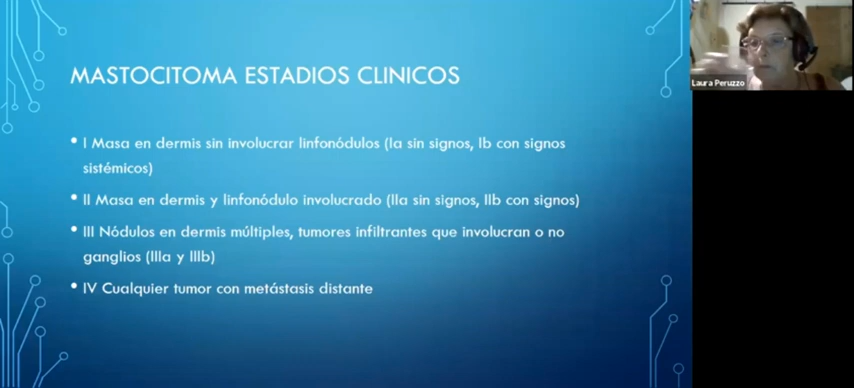 MASTOCITOMA ESTADIOS CLINICOS
Laura Peruzzo
• I Masa en dermis sin involucrar linfonódulos (Ia sin signos, Ib con signos
sistémicos)
• II Masa en dermis y linfonódulo involucrado (IIa sin signos, IIb con signos)
• III Nódulos en dermis múltiples, tumores infiltrantes que involucran o no
ganglios (IIIa y IIIb)
• IV Cualquier tumor con metástasis distante